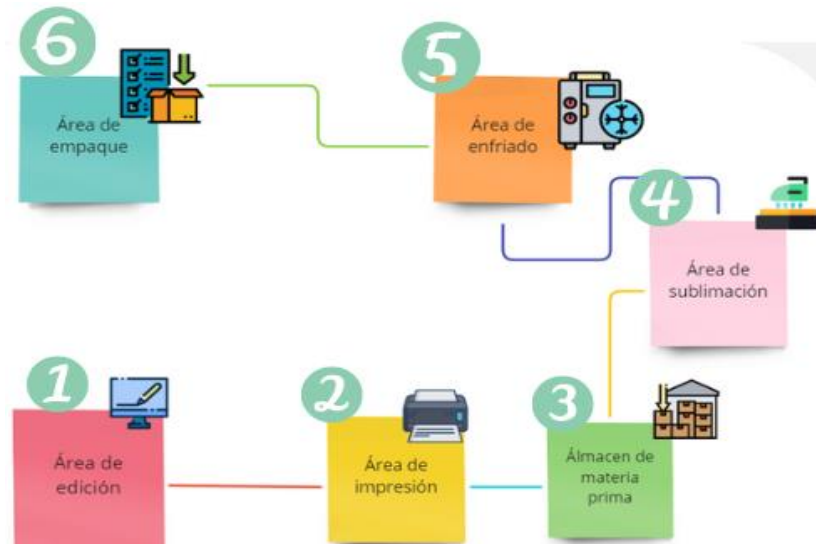 6
Área de
empaque
5
Área de
enfriado
4
Área de
sublimación
1
Área de
edición
2
Área de
impresión
3
Álmacen de
materia
prima